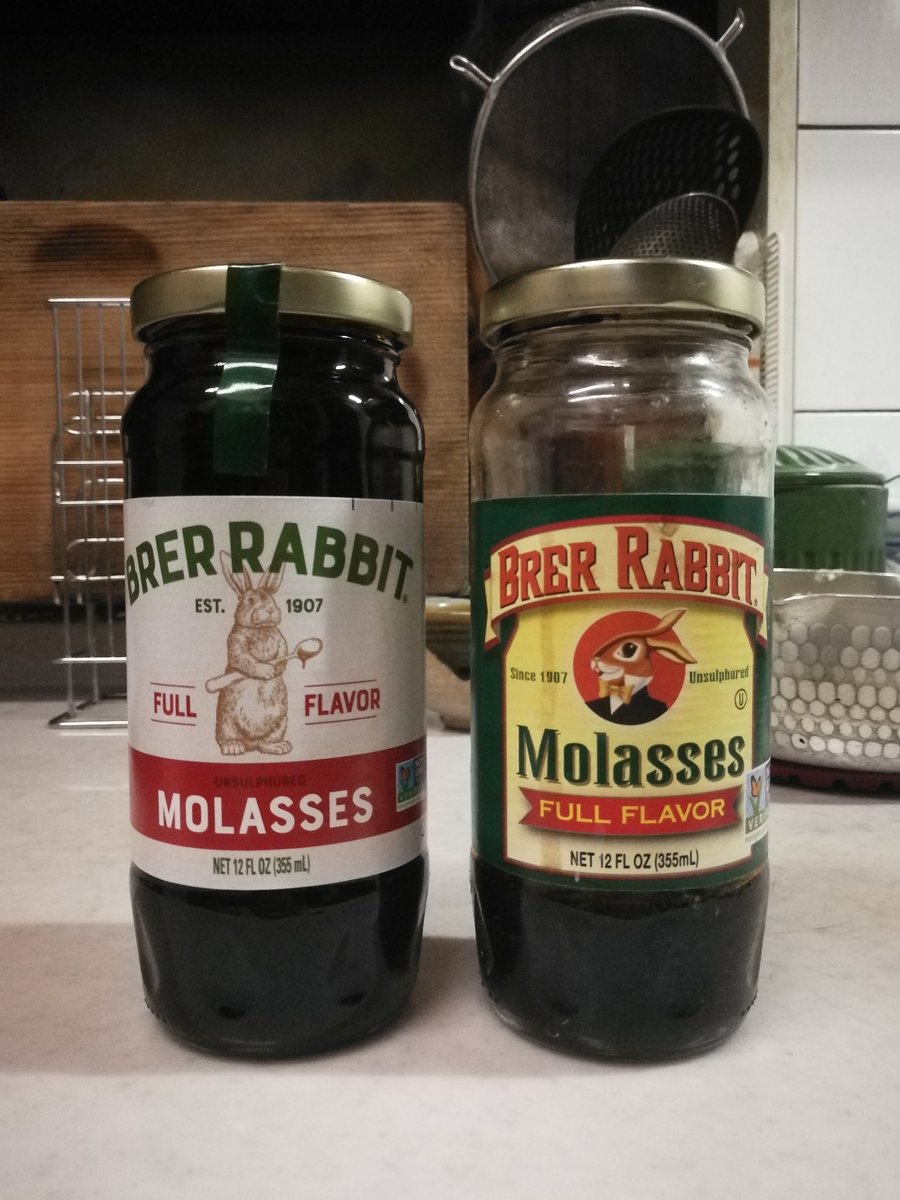 BRER RABBIT®
EST. 1907
FULL FLAVOR
UNSULPHURED
MOLASSES
NET 12 FL OZ (355 mL)
BRER RABBIT®
Since 1907
Unsulphured
U
Molasses
FULL FLAVOR
NET 12 FL OZ (355mL)